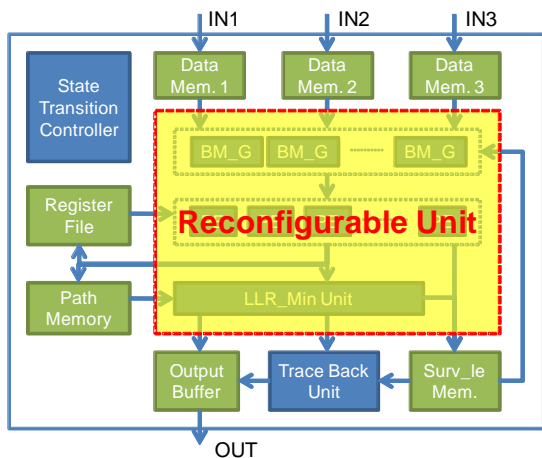 IN1
IN2
IN3
State
Transition
Controller
Data
Mem. 1
Data
Mem. 2
Data
Mem. 3
BM_G
BM_G
BM_G
Register
File
Reconfigurable Unit
Path
Memory
LLR_Min Unit
Output
Buffer
Trace Back
Unit
Surv_le
Mem.
OUT